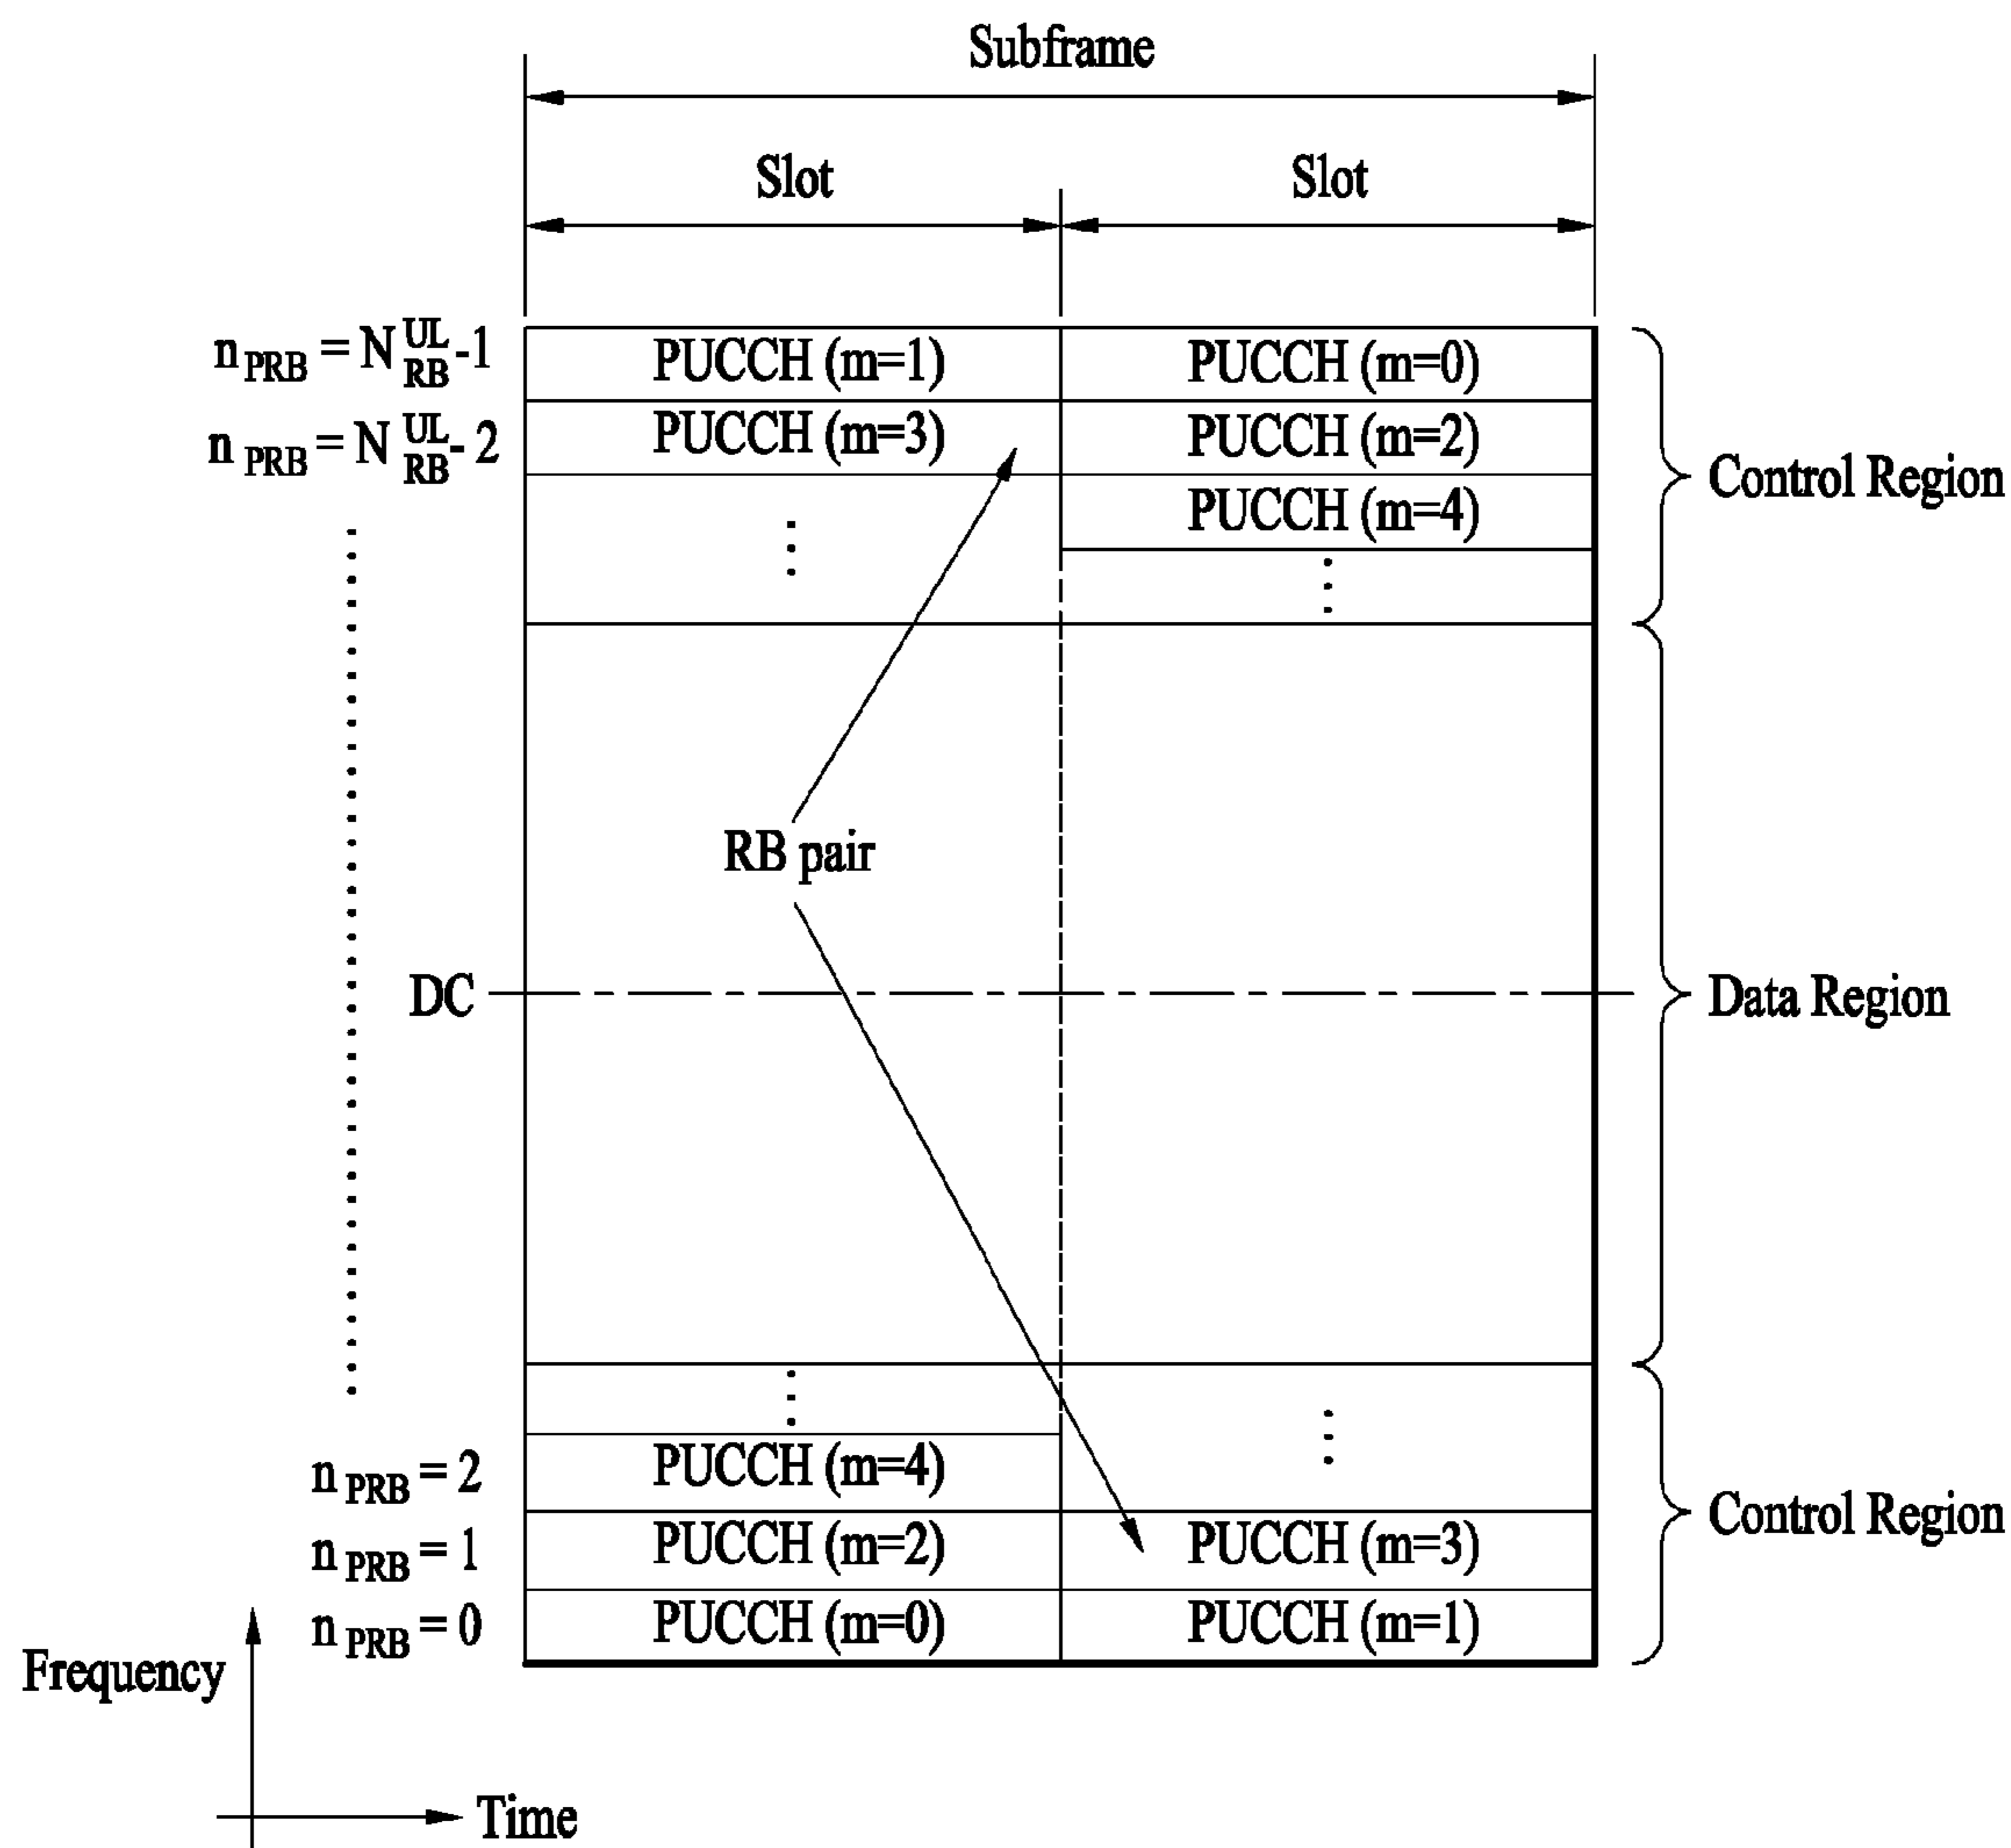 Subframe
Slot Slot
n PRB = N UL RB -1 PUCCH (m=1) PUCCH (m=0)
n PRB = N UL RB - 2 PUCCH (m=3) PUCCH (m=2)
Control Region
PUCCH (m=4)
RB pair
DC
Data Region
n PRB = 2 PUCCH (m=4)
Control Region
n PRB = 1 PUCCH (m=2) PUCCH (m=3)
n PRB = 0 PUCCH (m=0) PUCCH (m=1)
Frequency
Time